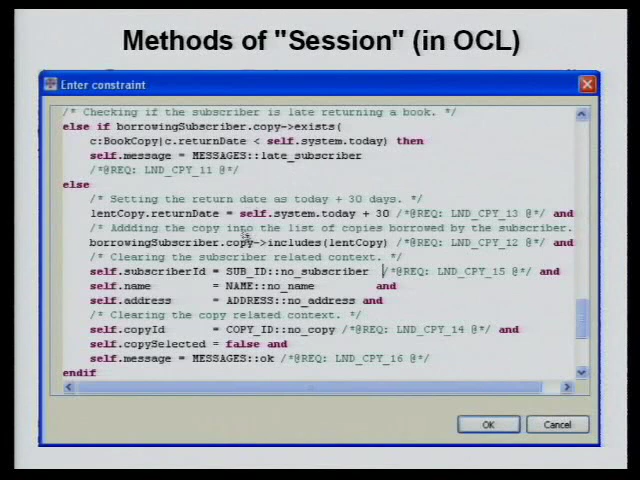 Methods of "Session" (in OCL)
Enter constraint
/* Checking if the subscriber is late returning a book. */
else if borrowingSubscriber.copy->exists(
c:BookCopy|c.returnDate < self.system.today) then
self.message = MESSAGES::late_subscriber
/*@REQ: LND_CPY_11 @*/
else
/* Setting the return date as today + 30 days. */
lentCopy.returnDate = self.system.today + 30 /*@REQ: LND_CPY_13 @*/ and
/* Addding the copy into the list of copies borrowed by the subscriber.
borrowingSubscriber.copy->includes(lentCopy) /*@REQ: LND_CPY_12 @*/ and
/* Clearing the subscriber related context. */
self.subscriberId = SUB_ID::no_subscriber /*@REQ: LND_CPY_15 @*/ and
self.name = NAME::no_name and
self.address = ADDRESS::no_address and
/* Clearing the copy related context. */
self.copyId = COPY_ID::no_copy /*@REQ: LND_CPY_14 @*/ and
self.copySelected = false and
self.message = MESSAGES::ok /*@REQ: LND_CPY_16 @*/
endif
OK Cancel